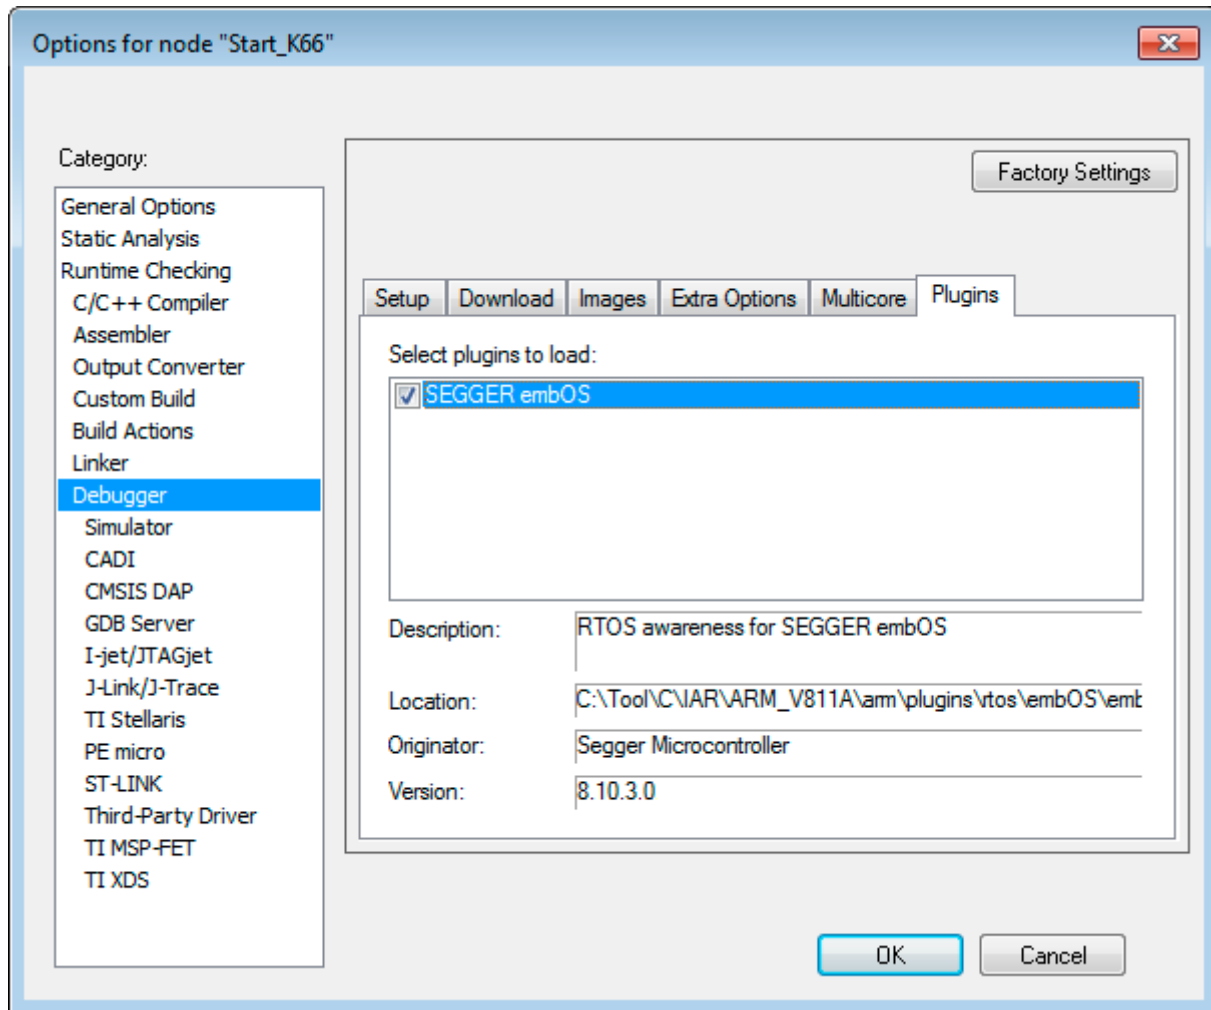 Options for node "Start_K66"
Category:
General Options
Static Analysis
Runtime Checking
C/C++ Compiler
Assembler
Output Converter
Custom Build
Build Actions
Linker
Debugger
Simulator
CADI
CMSIS DAP
GDB Server
I-jet/JTAGjet
J-Link/J-Trace
TI Stellaris
PE micro
ST-LINK
Third-Party Driver
TI MSP-FET
TI XDS
Factory Settings
Setup Download Images Extra Options Multicore Plugins
Select plugins to load:
SEGGER embOS
Description: RTOS awareness for SEGGER embOS
Location: C:\Tool\C\IAR\ARM_V811A\arm\plugins\rtos\embOS\emb
Originator: Segger Microcontroller
Version: 8.10.3.0
OK Cancel